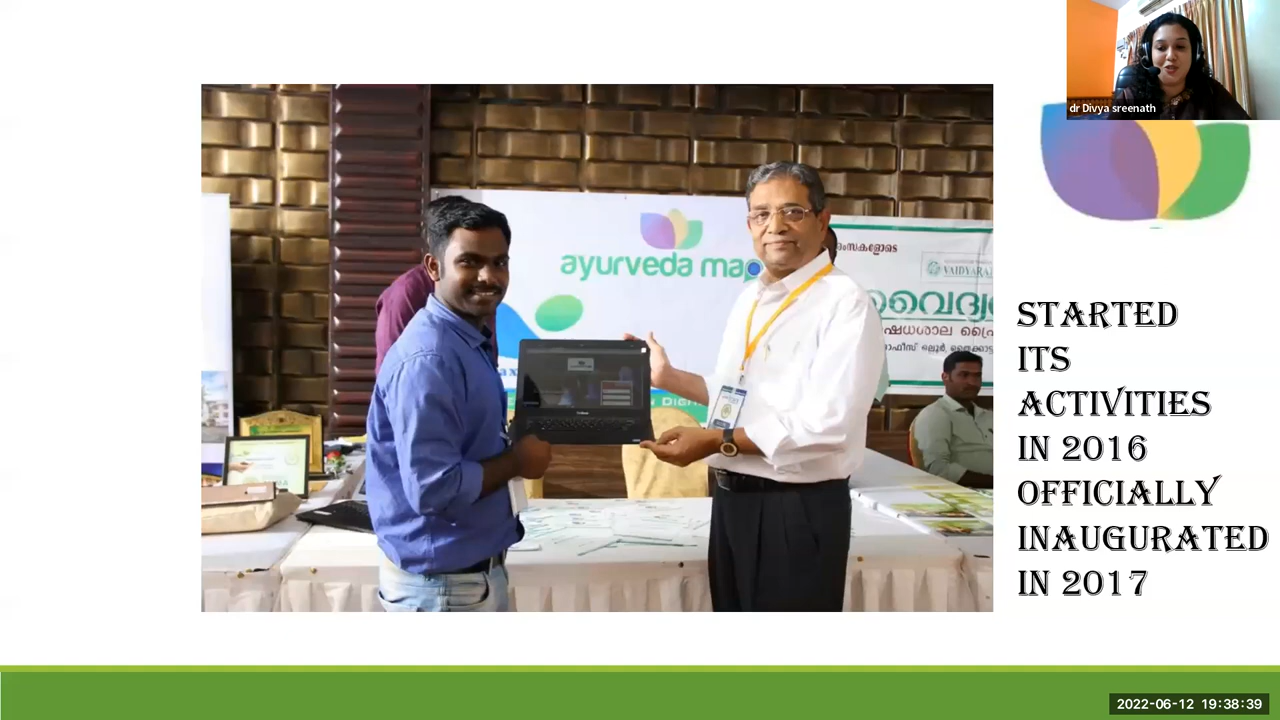 dr Divya sreenath
ayurveda ma
VAIDYARA
STARTED
ITS
ACTIVITIES
IN 2016
OFFICIALLY
INAUGURATED
IN 2017
2022-06-12 19:38:39